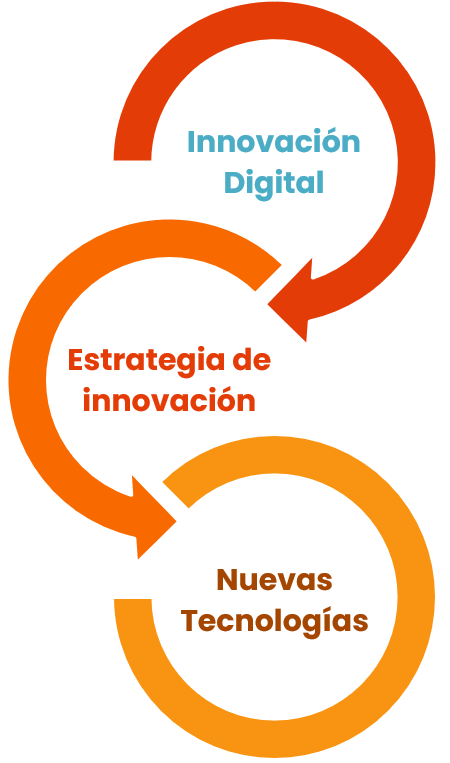 Innovación
Digital
Estrategia de
innovación
Nuevas
Tecnologías